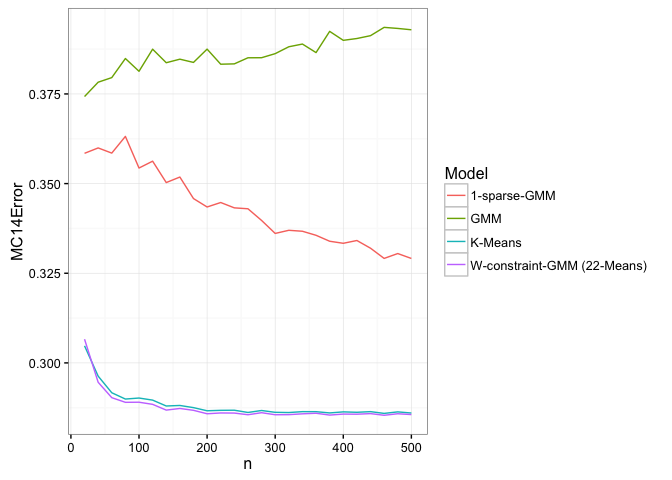 MC14Error
0.375
0.350
0.325
0.300
0
100
200
300
400
500
n
Model
1-sparse-GMM
GMM
K-Means
W-constraint-GMM (22-Means)